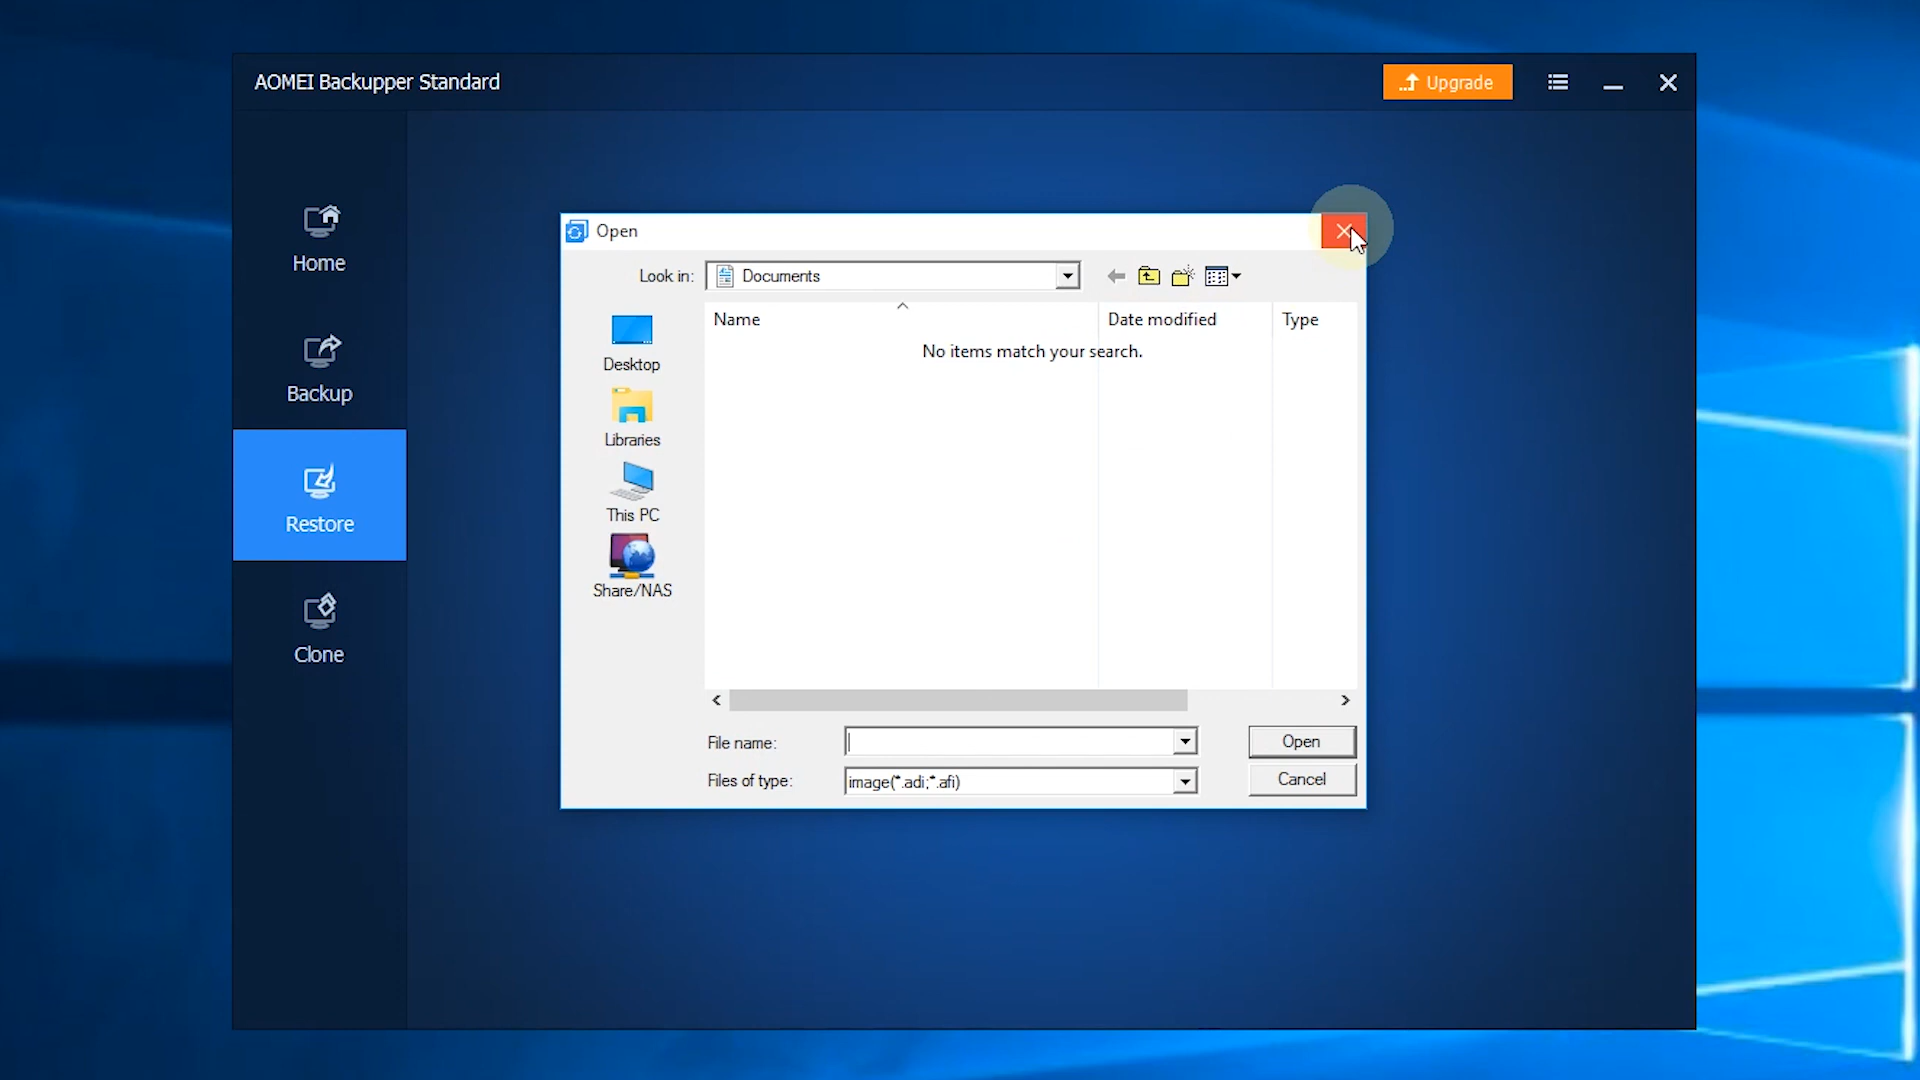 AOMEI Backupper Standard
Upgrade
Home
Backup
Restore
Clone
Open
Look in:
Documents
Name
Date modified
Type
No items match your search.
Desktop
Libraries
This PC
Share/NAS
File name:
Open
Files of type:
image(*.adi;*.afi)
Cancel